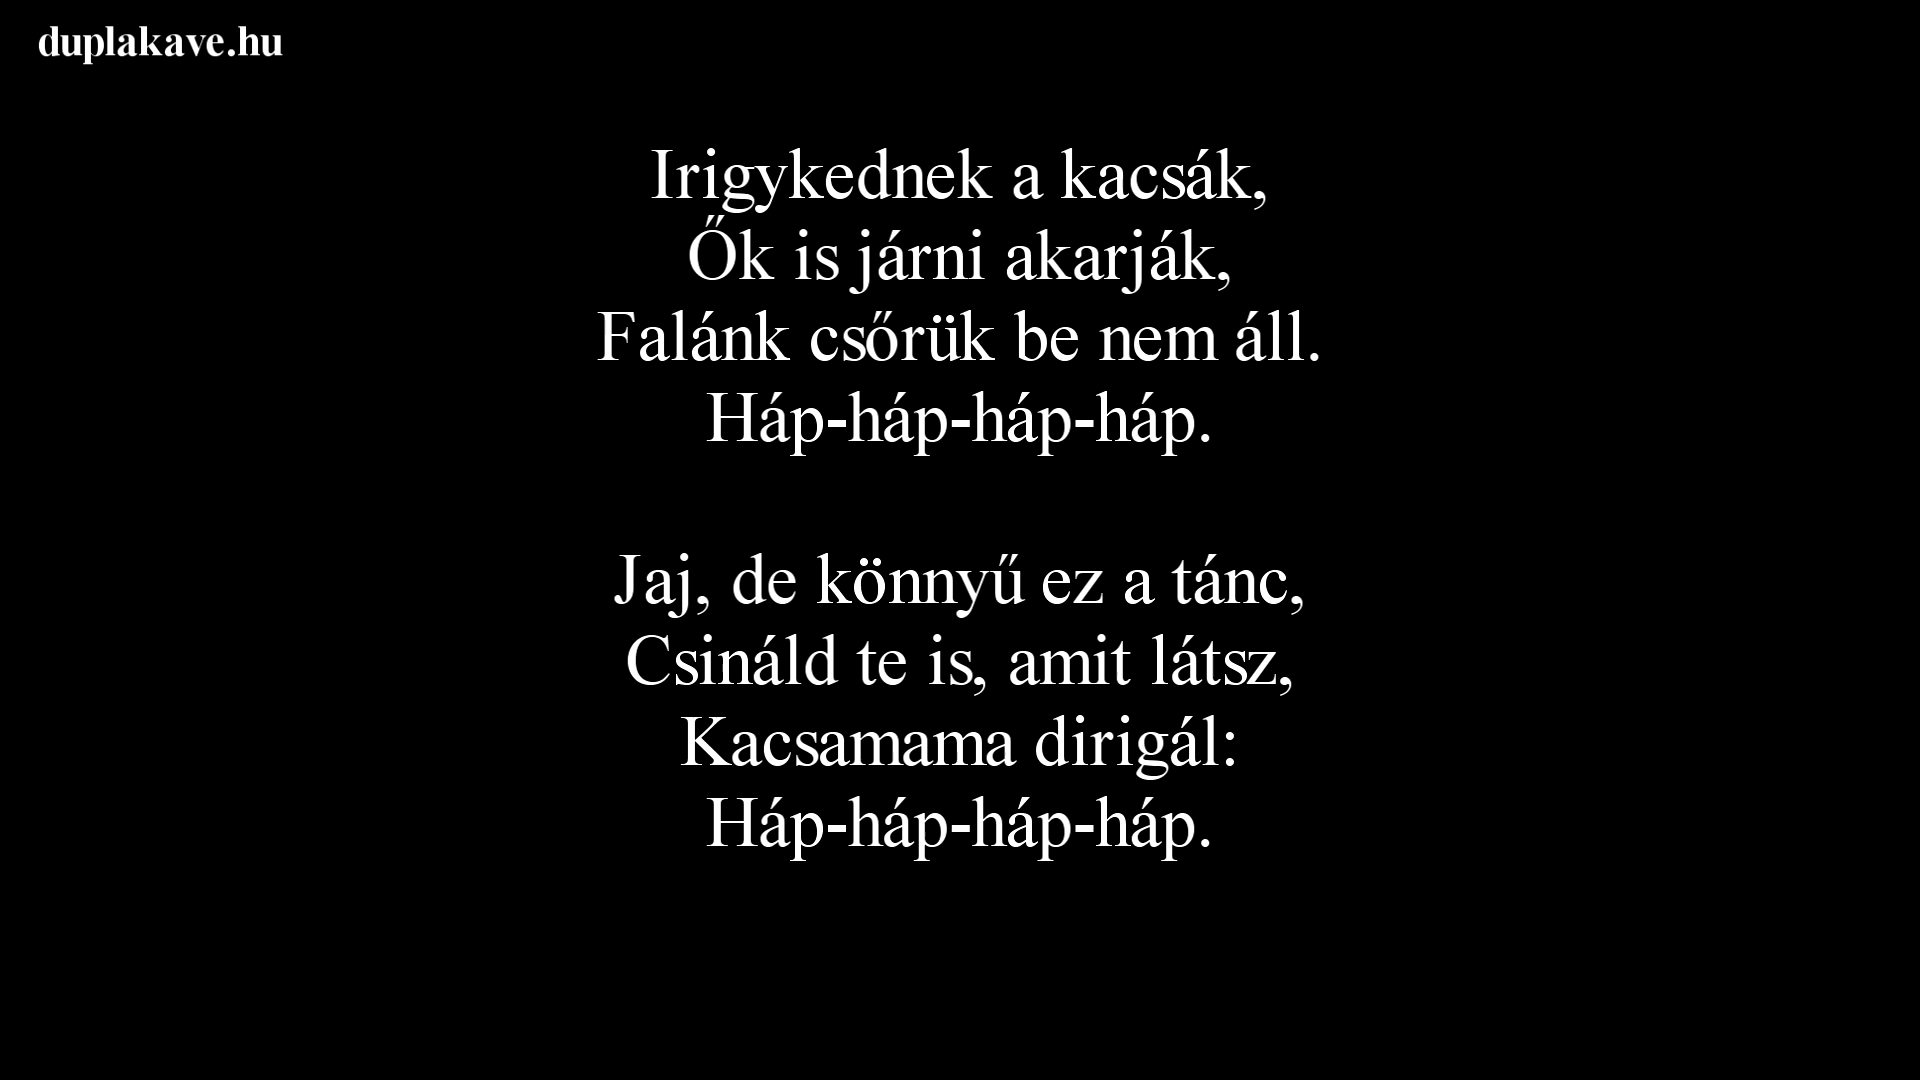 duplakave.hu
Irigykednek a kacsák,
Ők is járni akarják,
Falánk csőrük be nem áll.
Háp-háp-háp-háp.
Jaj, de könnyű ez a tánc,
Csináld te is, amit látsz,
Kacsamama dirigál:
Háp-háp-háp-háp.